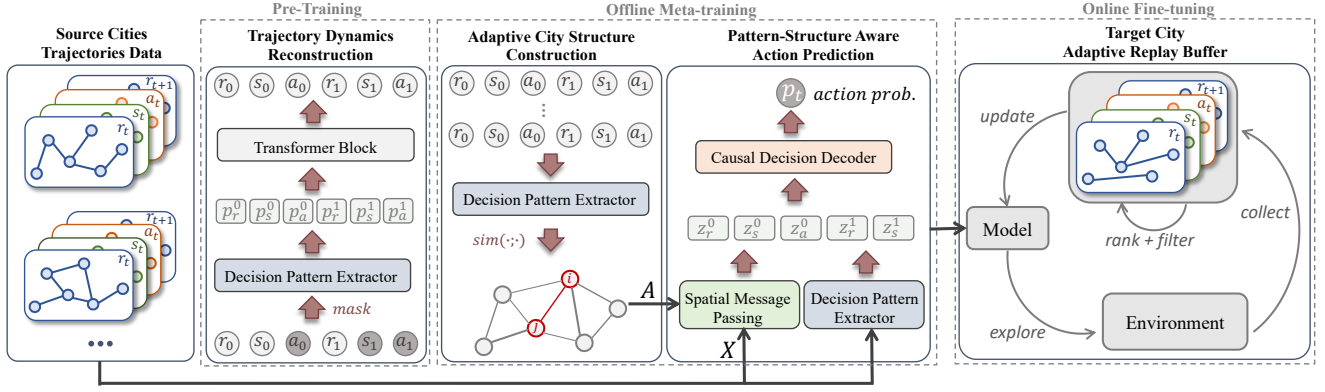 Pre-Training
Offline Meta-training
Online Fine-tuning
Source Cities
Trajectories Data
r_{t+1}
a_t
s_t
r_t
r_{t+1}
a_t
s_t
r_t
•••
Trajectory Dynamics
Reconstruction
r_0 s_0 a_0 r_1 s_1 a_1
Transformer Block
p_r^0 p_s^0 p_a^0 p_r^1 p_s^1 p_a^1
Decision Pattern Extractor
mask
r_0 s_0 a_0 r_1 s_1 a_1
Adaptive City Structure
Construction
r_0 s_0 a_0 r_1 s_1 a_1
⋮
r_0 s_0 a_0 r_1 s_1 a_1
Decision Pattern Extractor
sim(·;·)
i
J
A
X
Pattern-Structure Aware
Action Prediction
p_t action prob.
Causal Decision Decoder
z_r^0 z_s^0 z_a^0 z_r^1 z_s^1
Spatial Message
Passing
Decision Pattern
Extractor
Target City
Adaptive Replay Buffer
r_{t+1}
a_t
s_t
r_t
update
rank + filter
collect
Model
explore
Environment